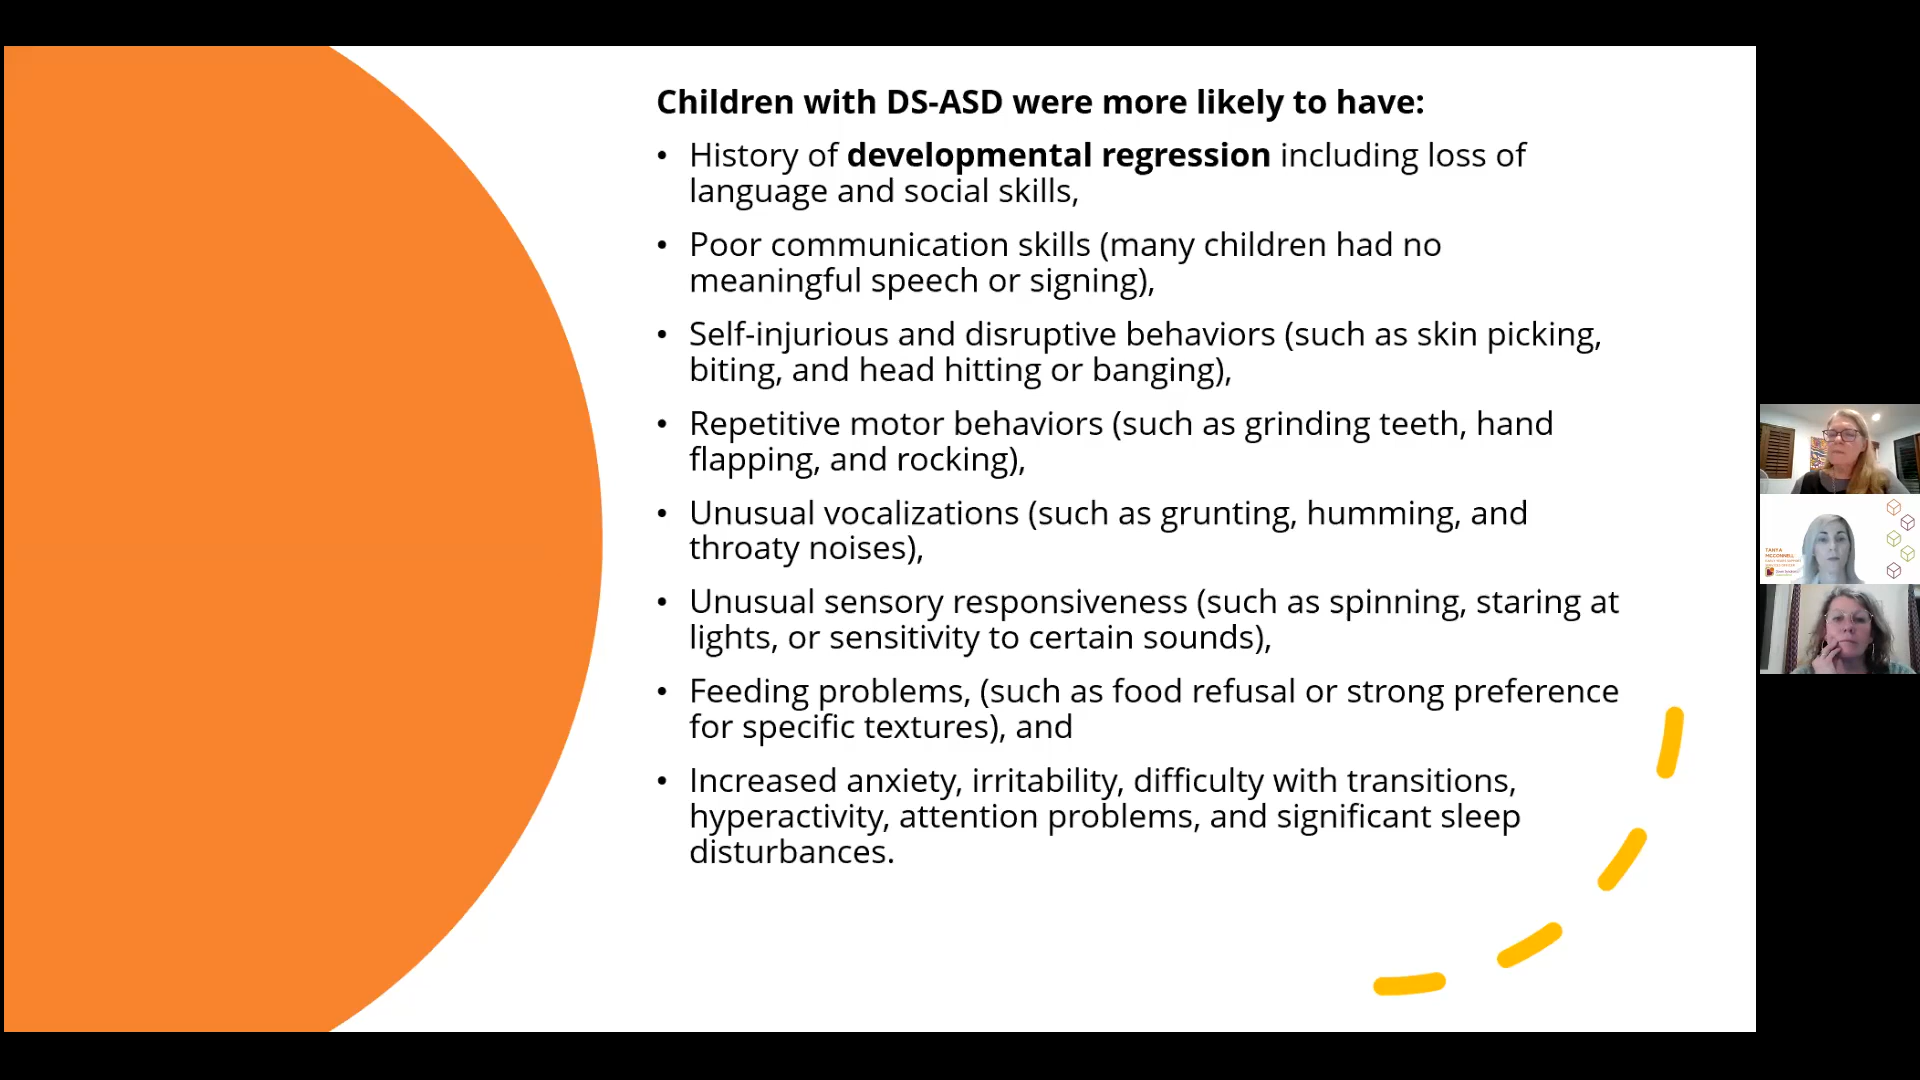 Children with DS-ASD were more likely to have:
• History of developmental regression including loss of
language and social skills,
• Poor communication skills (many children had no
meaningful speech or signing),
• Self-injurious and disruptive behaviors (such as skin picking,
biting, and head hitting or banging),
• Repetitive motor behaviors (such as grinding teeth, hand
flapping, and rocking),
• Unusual vocalizations (such as grunting, humming, and
throaty noises),
• Unusual sensory responsiveness (such as spinning, staring at
lights, or sensitivity to certain sounds),
• Feeding problems, (such as food refusal or strong preference
for specific textures), and
• Increased anxiety, irritability, difficulty with transitions,
hyperactivity, attention problems, and significant sleep
disturbances.
TANYA
MCCONNELL